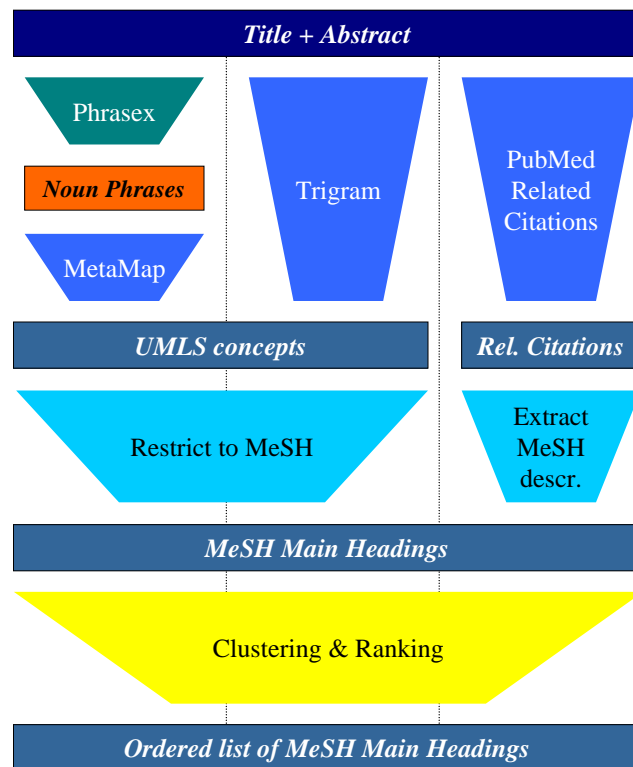 Title + Abstract
Phrasex
Noun Phrases
MetaMap
Trigram
PubMed
Related
Citations
UMLS concepts
Rel. Citations
Restrict to MeSH
Extract
MeSH
descr.
MeSH Main Headings
Clustering & Ranking
Ordered list of MeSH Main Headings